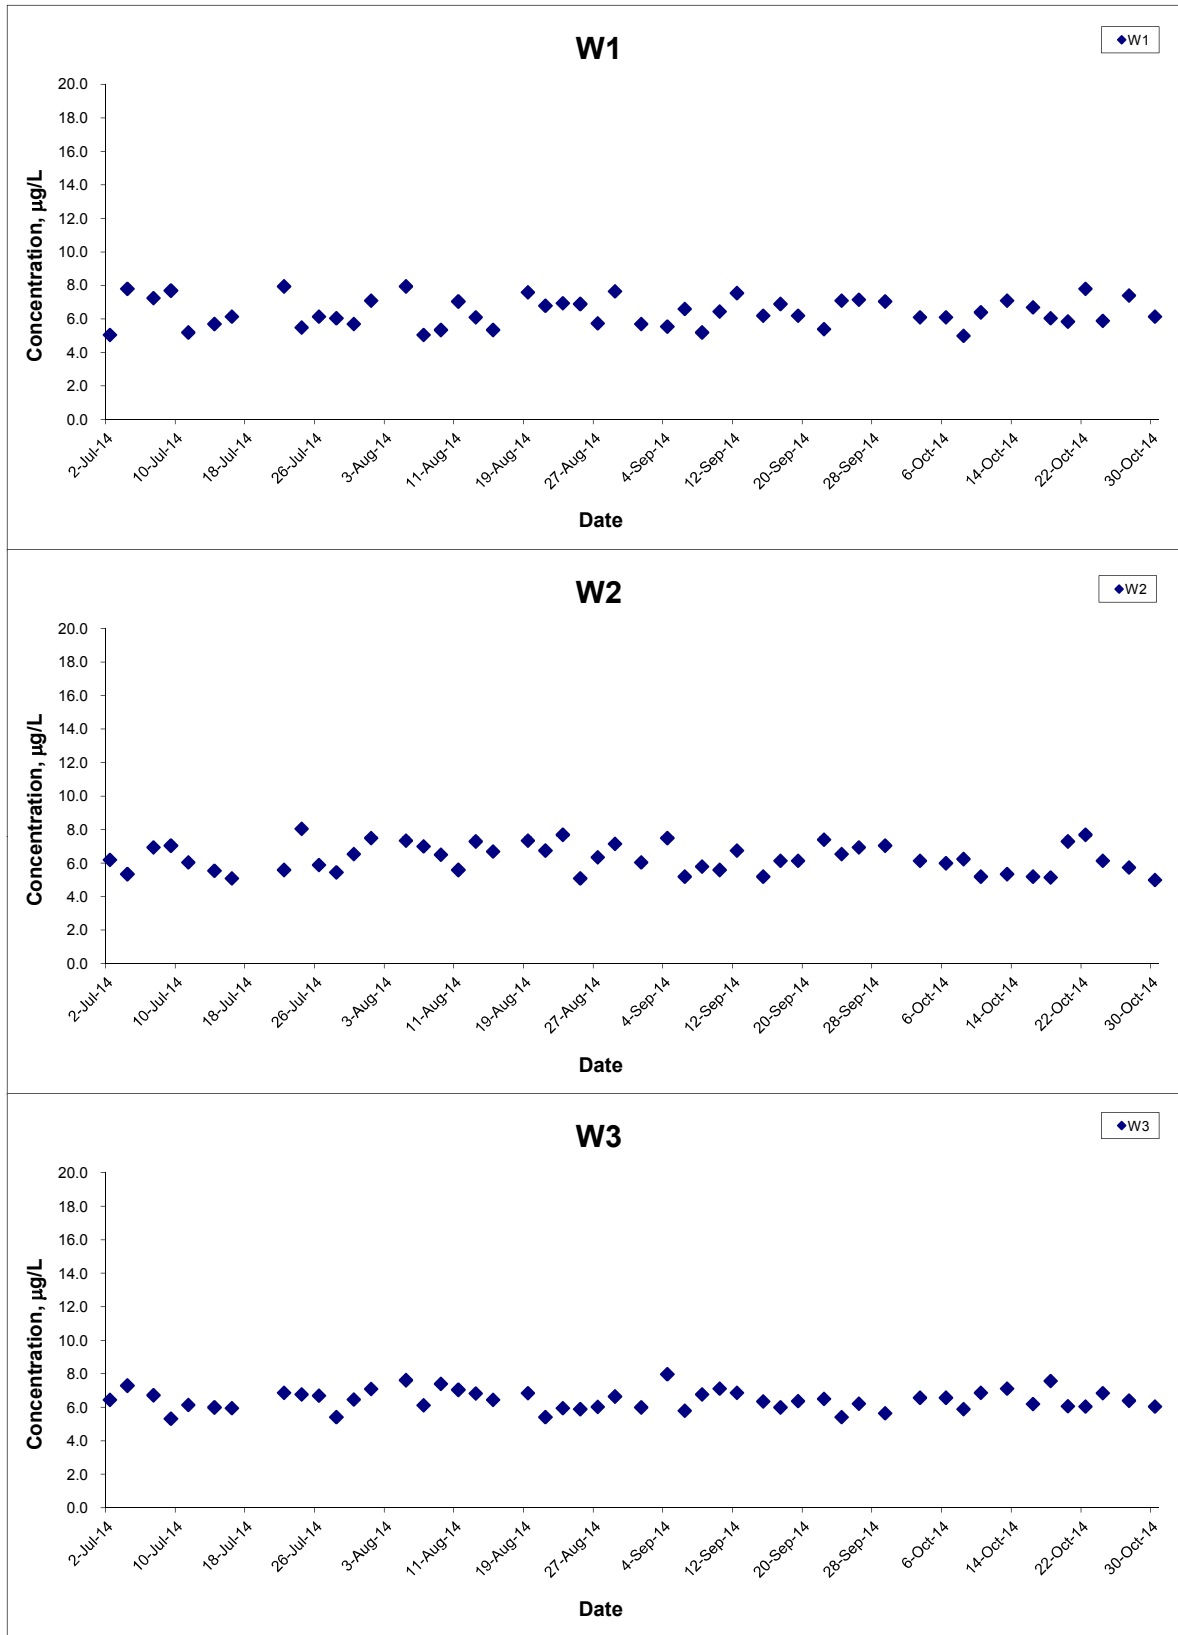 W1
W1
20.0
18.0
16.0
14.0
12.0
10.0
8.0
6.0
4.0
2.0
0.0
Concentration, µg/L
2-Jul-14
10-Jul-14
18-Jul-14
26-Jul-14
3-Aug-14
11-Aug-14
19-Aug-14
27-Aug-14
4-Sep-14
12-Sep-14
20-Sep-14
28-Sep-14
6-Oct-14
14-Oct-14
22-Oct-14
30-Oct-14
Date
W2
W2
20.0
18.0
16.0
14.0
12.0
10.0
8.0
6.0
4.0
2.0
0.0
Concentration, µg/L
2-Jul-14
10-Jul-14
18-Jul-14
26-Jul-14
3-Aug-14
11-Aug-14
19-Aug-14
27-Aug-14
4-Sep-14
12-Sep-14
20-Sep-14
28-Sep-14
6-Oct-14
14-Oct-14
22-Oct-14
30-Oct-14
Date
W3
W3
20.0
18.0
16.0
14.0
12.0
10.0
8.0
6.0
4.0
2.0
0.0
Concentration, µg/L
2-Jul-14
10-Jul-14
18-Jul-14
26-Jul-14
3-Aug-14
11-Aug-14
19-Aug-14
27-Aug-14
4-Sep-14
12-Sep-14
20-Sep-14
28-Sep-14
6-Oct-14
14-Oct-14
22-Oct-14
30-Oct-14
Date